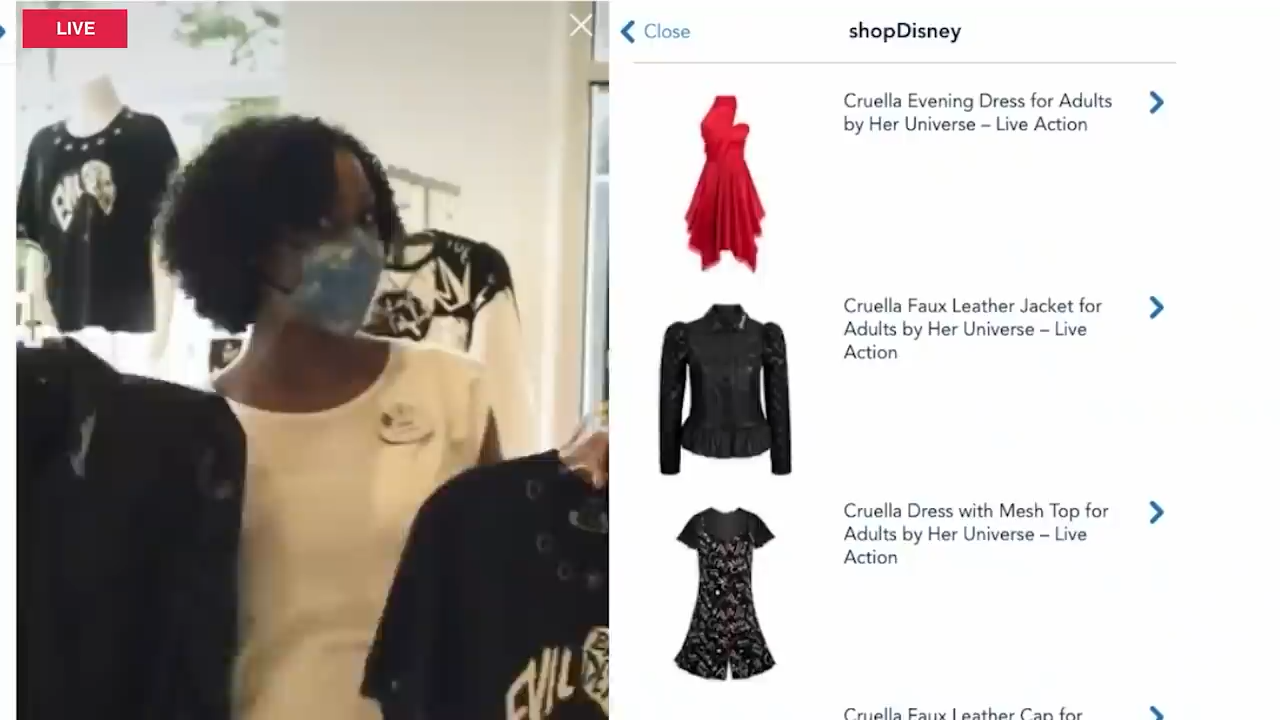 LIVE
EVIL
EVIL
Close
shopDisney
Cruella Evening Dress for Adults
by Her Universe – Live Action
Cruella Faux Leather Jacket for
Adults by Her Universe – Live
Action
Cruella Dress with Mesh Top for
Adults by Her Universe – Live
Action
Cruella Faux Leather Cap for